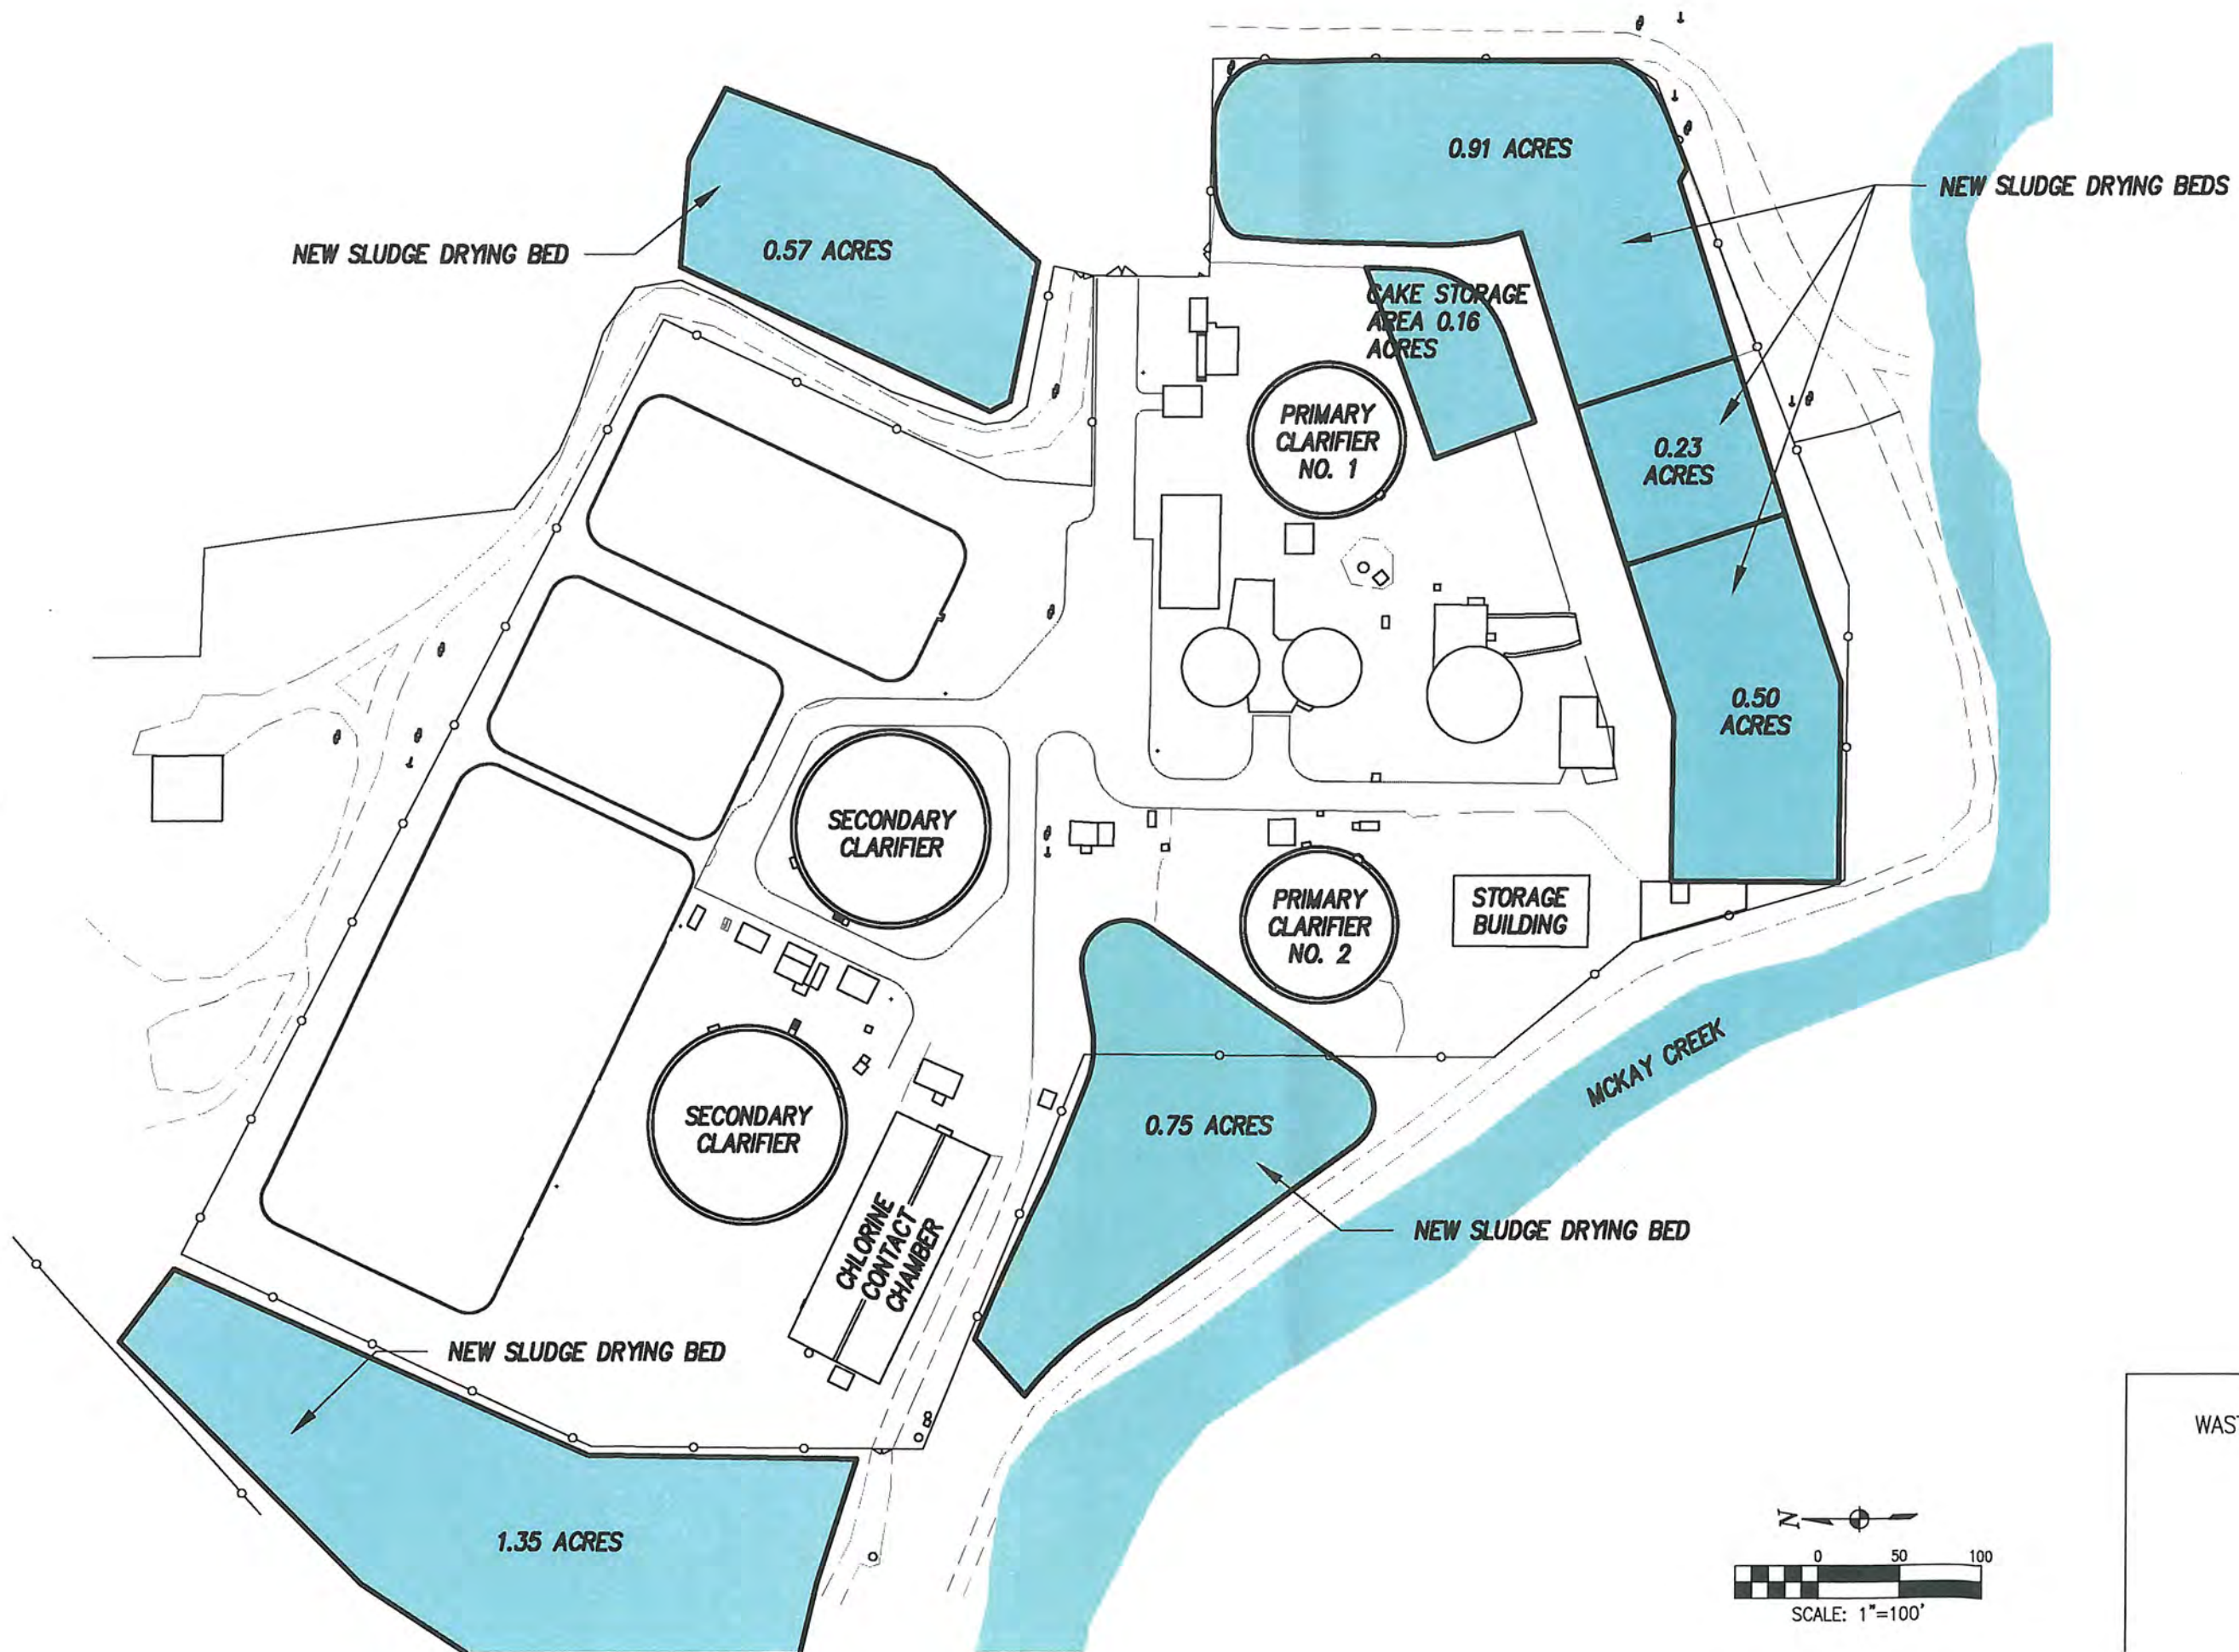 0.91 ACRES
NEW SLUDGE DRYING BEDS
NEW SLUDGE DRYING BED
0.57 ACRES
CAKE STORAGE
AREA 0.16
ACRES
PRIMARY
CLARIFIER
NO. 1
0.23
ACRES
0.50
ACRES
SECONDARY
CLARIFIER
PRIMARY
CLARIFIER
NO. 2
STORAGE
BUILDING
MCKAY CREEK
SECONDARY
CLARIFIER
0.75 ACRES
CHLORINE
CONTACT
CHAMBER
NEW SLUDGE DRYING BED
NEW SLUDGE DRYING BED
1.35 ACRES
WAS
N
0 50 100
SCALE: 1"=100'